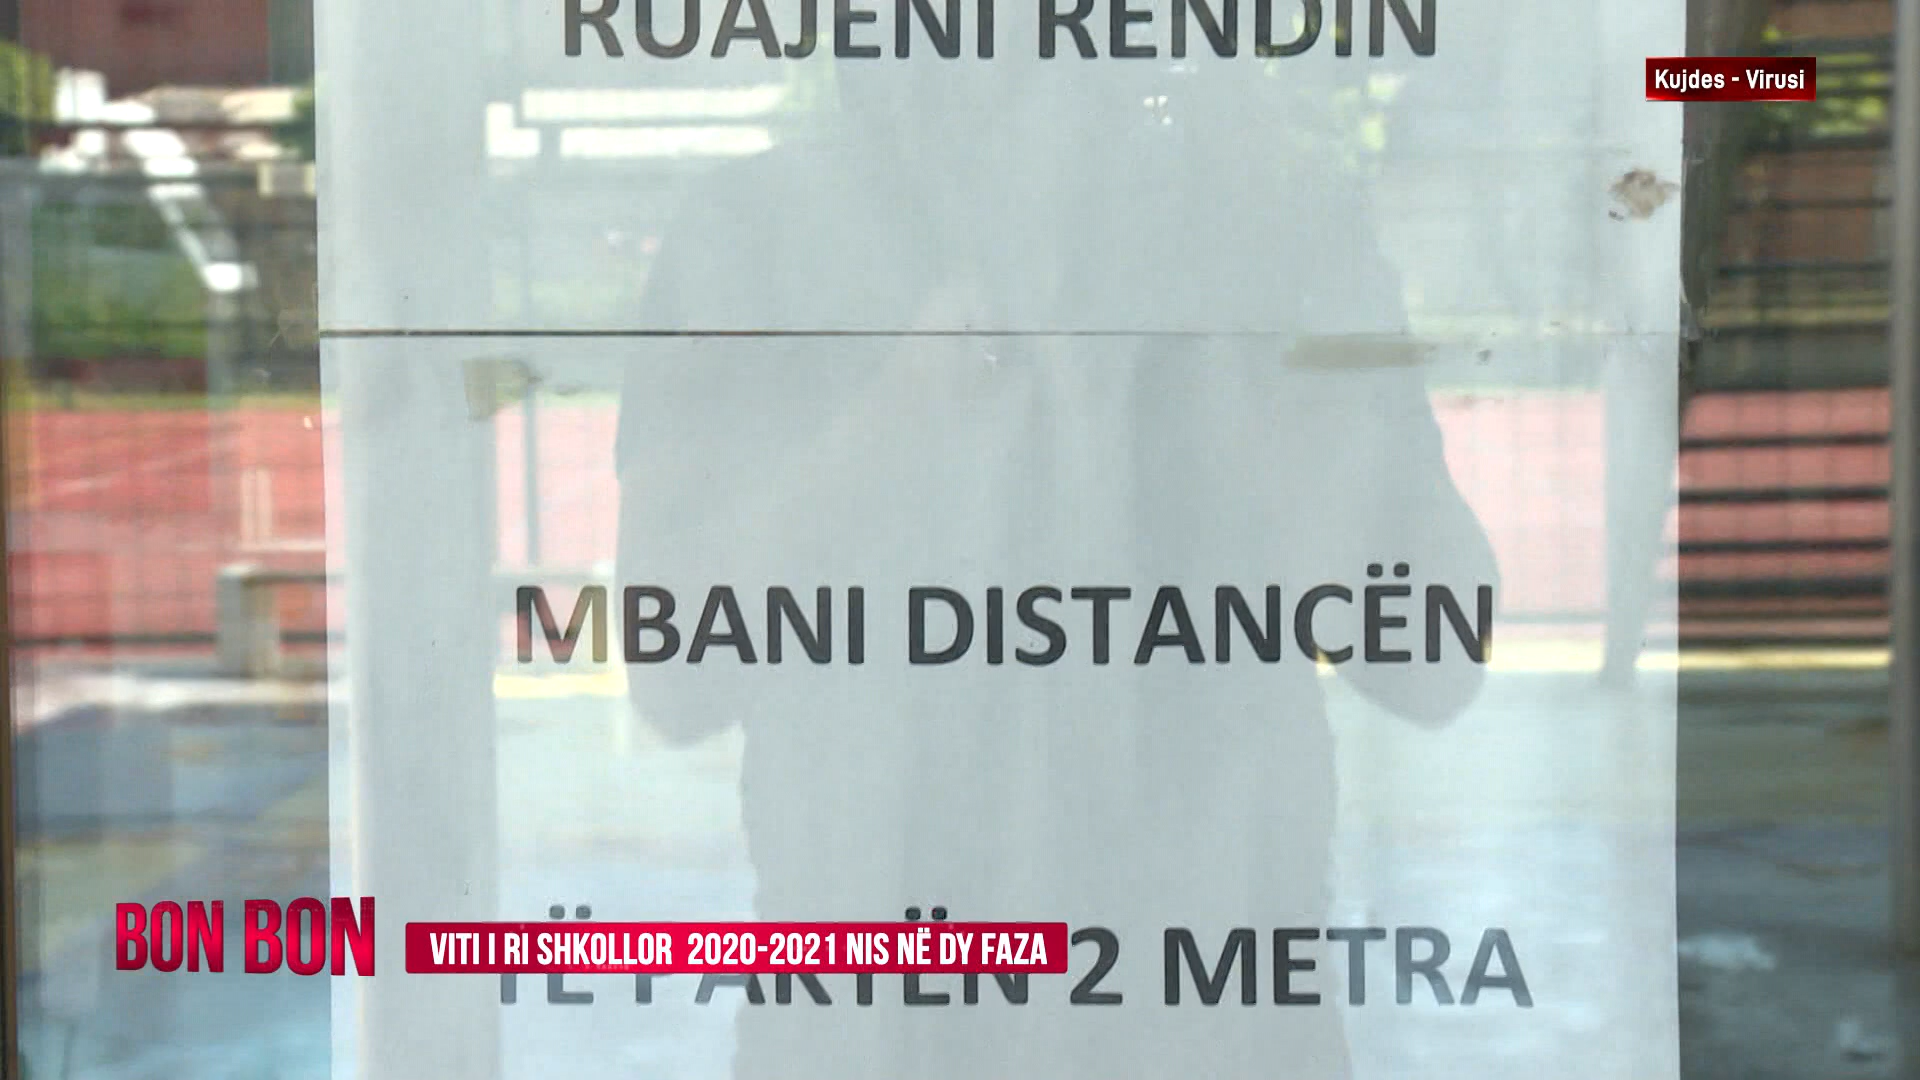 RUAJENI RENDIN
Kujdes - Virusi
MBANI DISTANCËN
BON BON
VITI I RI SHKOLLOR 2020-2021 NIS NË DY FAZA
2 METRA